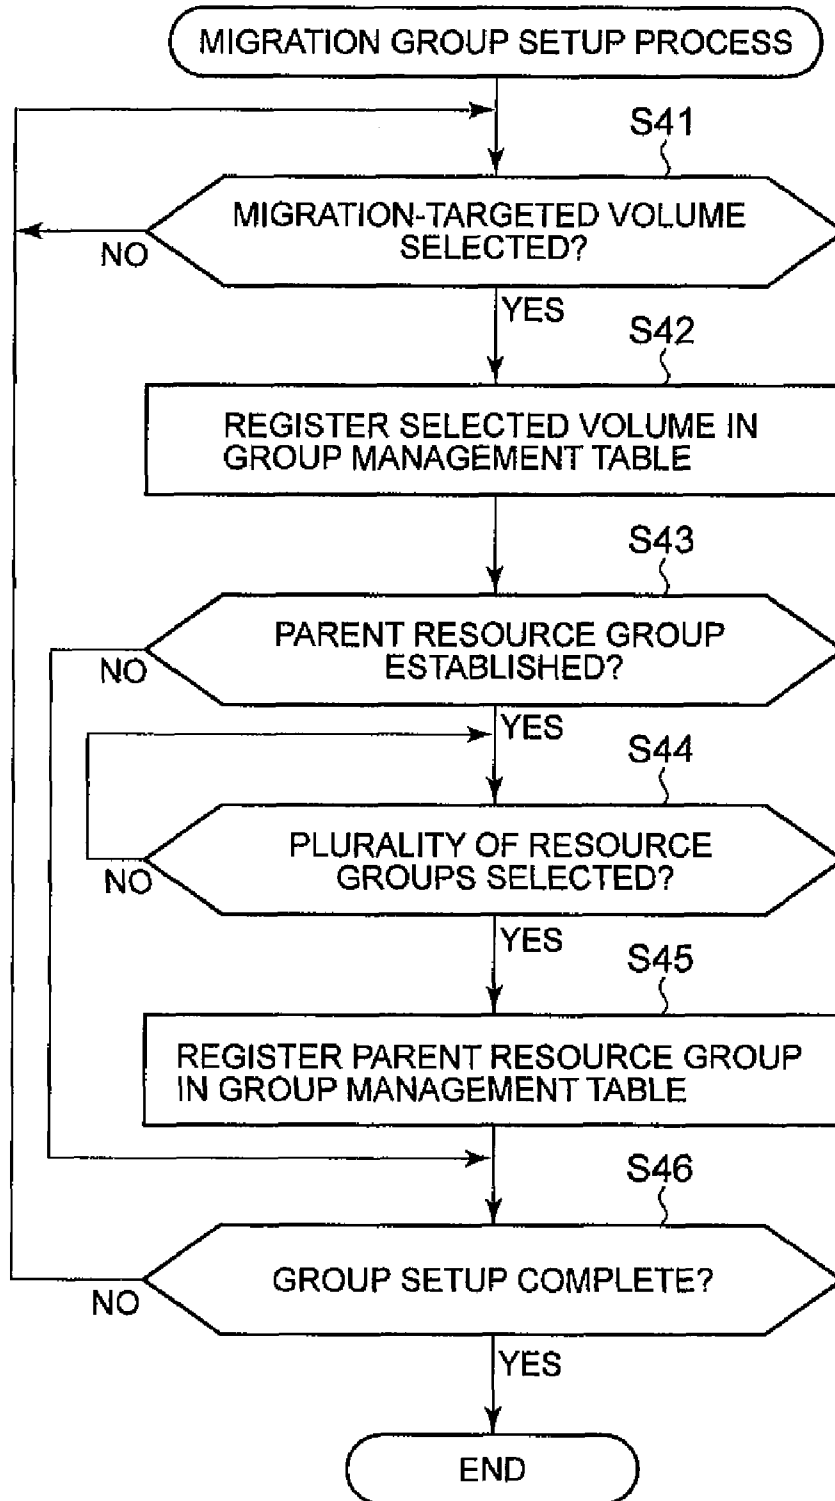 MIGRATION GROUP SETUP PROCESS
S41
MIGRATION-TARGETED VOLUME
SELECTED?
NO
YES
S42
REGISTER SELECTED VOLUME IN
GROUP MANAGEMENT TABLE
S43
PARENT RESOURCE GROUP
ESTABLISHED?
NO
YES
S44
PLURALITY OF RESOURCE
GROUPS SELECTED?
NO
YES
S45
REGISTER PARENT RESOURCE GROUP
IN GROUP MANAGEMENT TABLE
S46
GROUP SETUP COMPLETE?
NO
YES
END